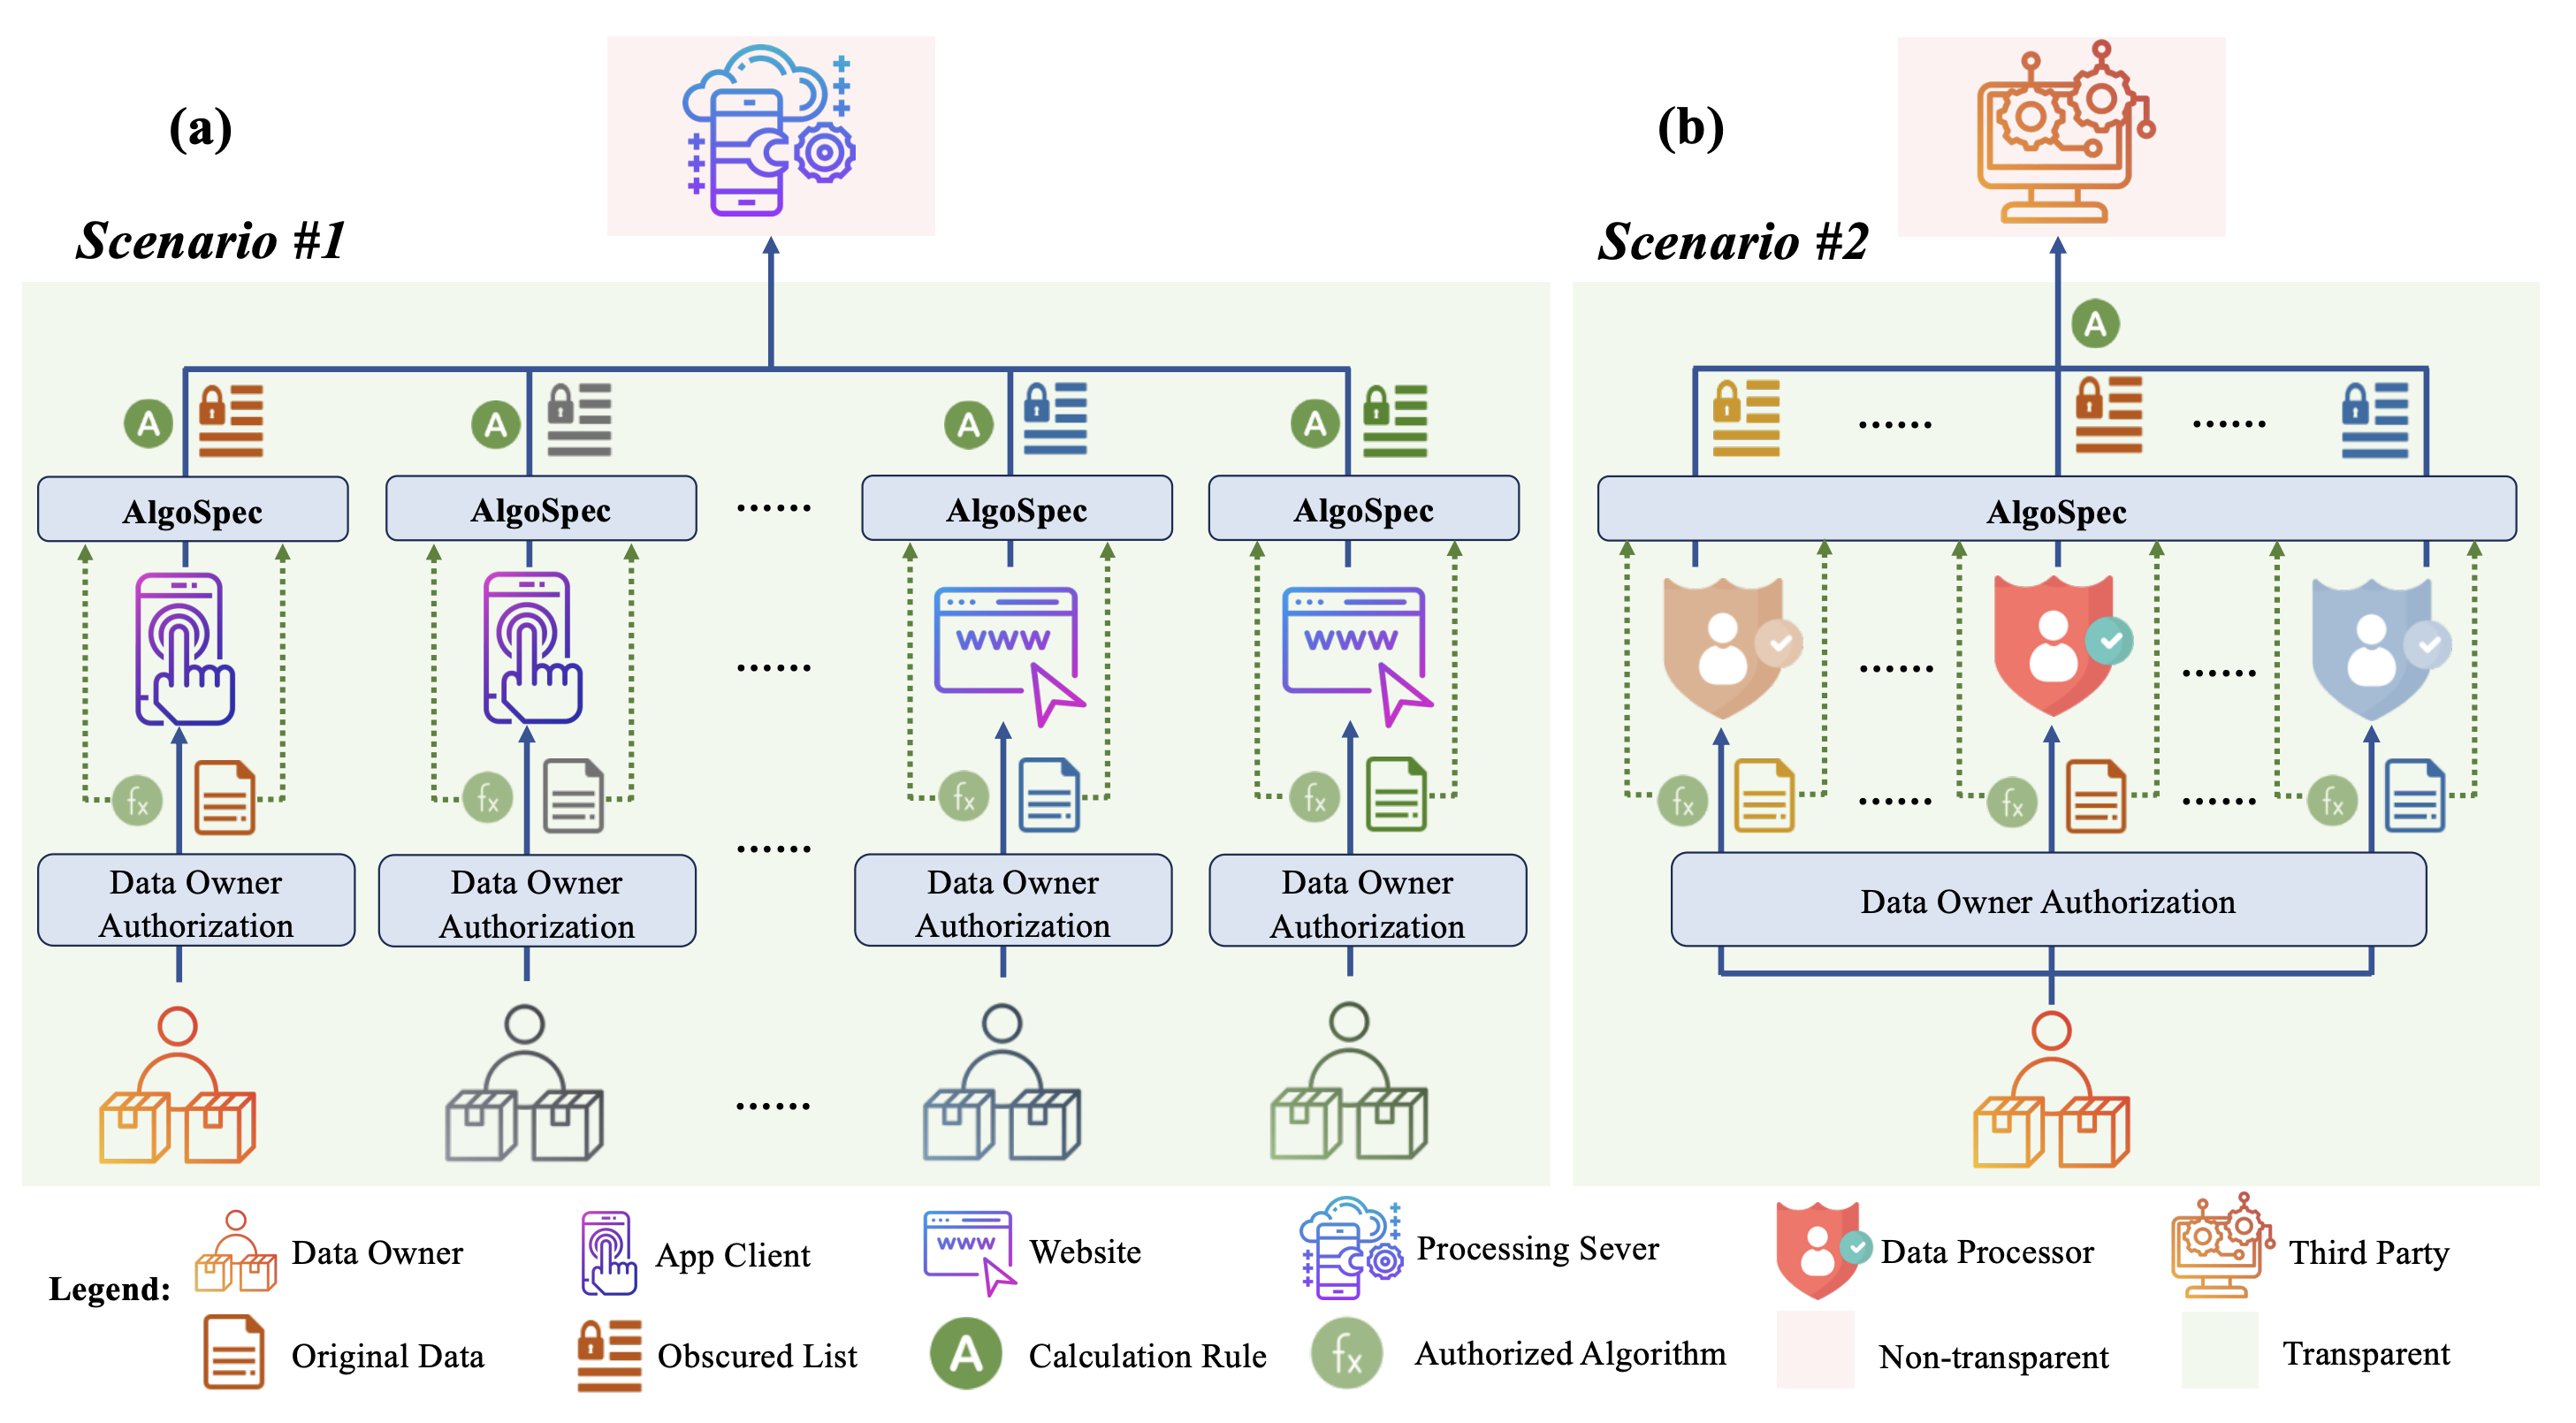 (a)
Scenario #1
A
A
A
A
AlgoSpec
AlgoSpec
......
AlgoSpec
AlgoSpec
www
www
......
fx
fx
fx
fx
......
Data Owner
Authorization
Data Owner
Authorization
Data Owner
Authorization
Data Owner
Authorization
......
(b)
Scenario #2
A
......
......
AlgoSpec
......
......
fx
......
fx
......
fx
Data Owner Authorization
Legend:
Data Owner
App Client
www
Website
Processing Sever
Data Processor
Third Party
Original Data
Obscured List
A
Calculation Rule
fx
Authorized Algorithm
Non-transparent
Transparent